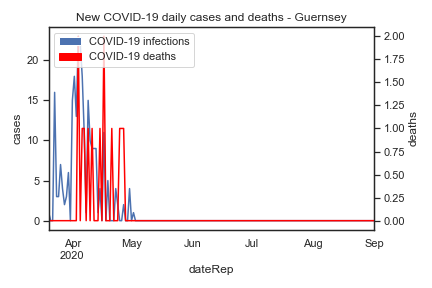 New COVID-19 daily cases and deaths - Guernsey
COVID-19 infections
COVID-19 deaths
20
15
10
5
0
cases
2.00
1.75
1.50
1.25
1.00
0.75
0.50
0.25
0.00
deaths
Apr May Jun Jul Aug Sep
2020
dateRep